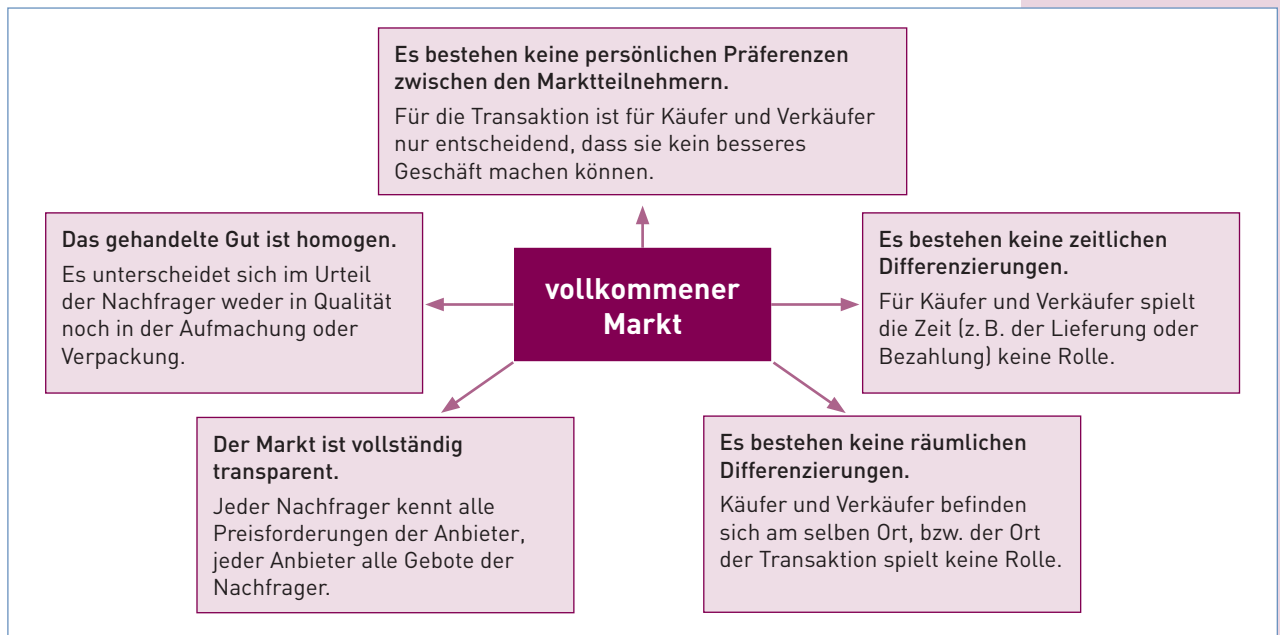 Es bestehen keine persönlichen Präferenzen
zwischen den Marktteilnehmern.
Für die Transaktion ist für Käufer und Verkäufer
nur entscheidend, dass sie kein besseres
Geschäft machen können.
Das gehandelte Gut ist homogen.
Es unterscheidet sich im Urteil
der Nachfrager weder in Qualität
noch in der Aufmachung oder
Verpackung.
vollkommener
Markt
Es bestehen keine zeitlichen
Differenzierungen.
Für Käufer und Verkäufer spielt
die Zeit (z. B. der Lieferung oder
Bezahlung) keine Rolle.
Der Markt ist vollständig
transparent.
Jeder Nachfrager kennt alle
Preisforderungen der Anbieter,
jeder Anbieter alle Gebote der
Nachfrager.
Es bestehen keine räumlichen
Differenzierungen.
Käufer und Verkäufer befinden
sich am selben Ort, bzw. der Ort
der Transaktion spielt keine Rolle.